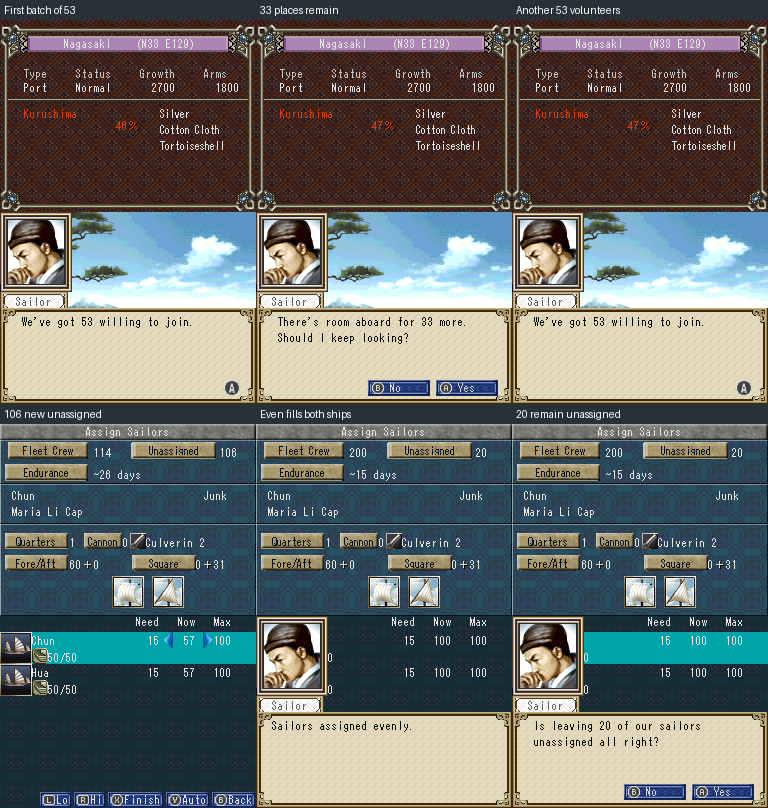 First batch of 53
Nagasaki (N33 E129)
Type Status Growth Arms
Port Normal 2700 1800
Kurushima Silver
46% Cotton Cloth
Tortoiseshell
Sailor
We've got 53 willing to join.
A
33 places remain
Nagasaki (N33 E129)
Type Status Growth Arms
Port Normal 2700 1800
Kurushima Silver
47% Cotton Cloth
Tortoiseshell
Sailor
There's room aboard for 33 more.
Should I keep looking?
B No A Yes
Another 53 volunteers
Nagasaki (N33 E129)
Type Status Growth Arms
Port Normal 2700 1800
Kurushima Silver
47% Cotton Cloth
Tortoiseshell
Sailor
We've got 53 willing to join.
A
106 new unassigned
Assign Sailors
Fleet Crew 114 Unassigned 106
Endurance ~26 days
Chun Junk
Maria Li Cap
Quarters 1 Cannon 0 Culverin 2
Fore/Aft 60+0 Square 0+31
Need Now Max
Chun 15 57 100
50/50
Hua 15 57 100
50/50
L Lo R Hi X Finish Y Auto B Back
Even fills both ships
Assign Sailors
Fleet Crew 200 Unassigned 20
Endurance ~15 days
Chun Junk
Maria Li Cap
Quarters 1 Cannon 0 Culverin 2
Fore/Aft 60+0 Square 0+31
Need Now Max
15 100 100
0
15 100 100
0
Sailor
Sailors assigned evenly.
20 remain unassigned
Assign Sailors
Fleet Crew 200 Unassigned 20
Endurance ~15 days
Chun Junk
Maria Li Cap
Quarters 1 Cannon 0 Culverin 2
Fore/Aft 60+0 Square 0+31
Need Now Max
15 100 100
0
15 100 100
0
Sailor
Is leaving 20 of our sailors
unassigned all right?
B No A Yes